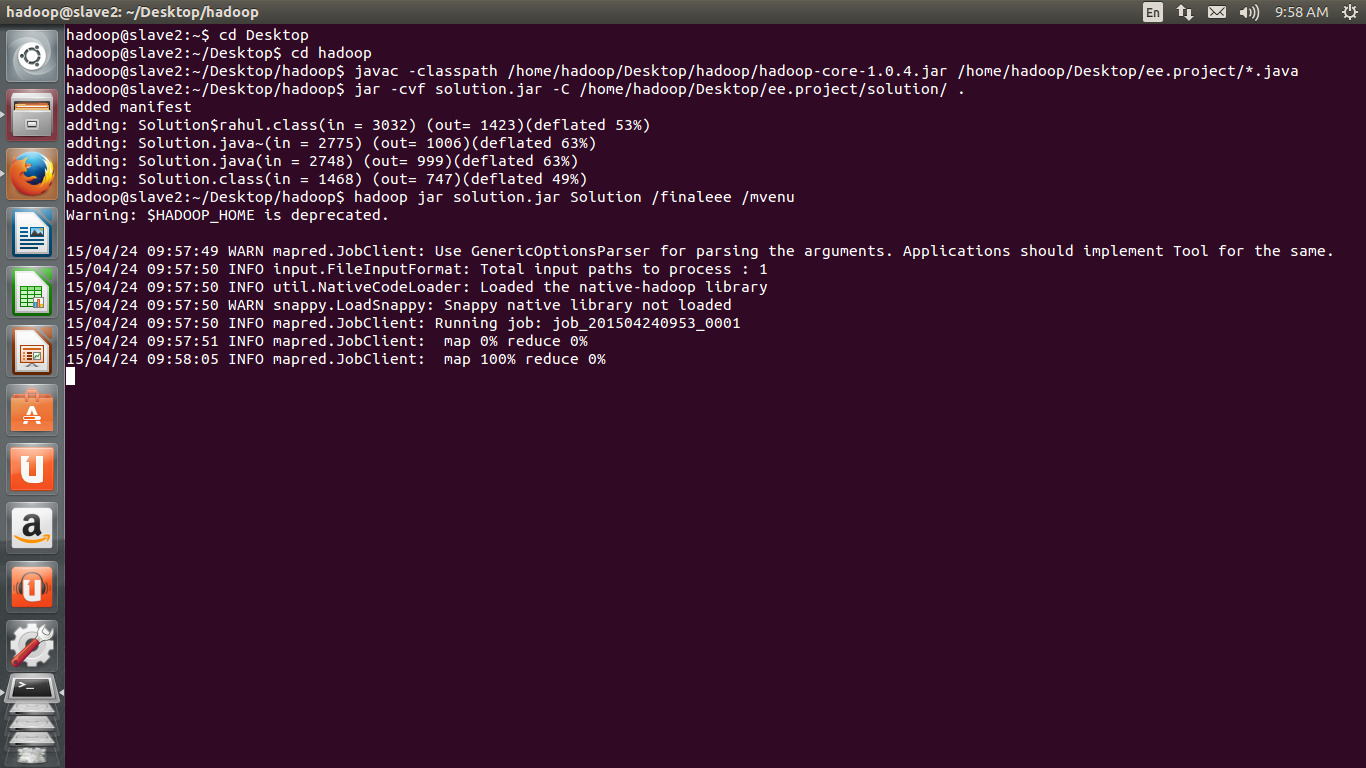 hadoop@slave2: ~/Desktop/hadoop
En
9:58 AM
hadoop@slave2:~$ cd Desktop
hadoop@slave2:~/Desktop$ cd hadoop
hadoop@slave2:~/Desktop/hadoop$ javac -classpath /home/hadoop/Desktop/hadoop/hadoop-core-1.0.4.jar /home/hadoop/Desktop/ee.project/*.java
hadoop@slave2:~/Desktop/hadoop$ jar -cvf solution.jar -C /home/hadoop/Desktop/ee.project/solution/ .
added manifest
adding: Solution$rahul.class(in = 3032) (out= 1423)(deflated 53%)
adding: Solution.java~(in = 2775) (out= 1006)(deflated 63%)
adding: Solution.java(in = 2748) (out= 999)(deflated 63%)
adding: Solution.class(in = 1468) (out= 747)(deflated 49%)
hadoop@slave2:~/Desktop/hadoop$ hadoop jar solution.jar Solution /finaleee /mvenu
Warning: $HADOOP_HOME is deprecated.
15/04/24 09:57:49 WARN mapred.JobClient: Use GenericOptionsParser for parsing the arguments. Applications should implement Tool for the same.
15/04/24 09:57:50 INFO input.FileInputFormat: Total input paths to process : 1
15/04/24 09:57:50 INFO util.NativeCodeLoader: Loaded the native-hadoop library
15/04/24 09:57:50 WARN snappy.LoadSnappy: Snappy native library not loaded
15/04/24 09:57:50 INFO mapred.JobClient: Running job: job_201504240953_0001
15/04/24 09:57:51 INFO mapred.JobClient:  map 0% reduce 0%
15/04/24 09:58:05 INFO mapred.JobClient:  map 100% reduce 0%